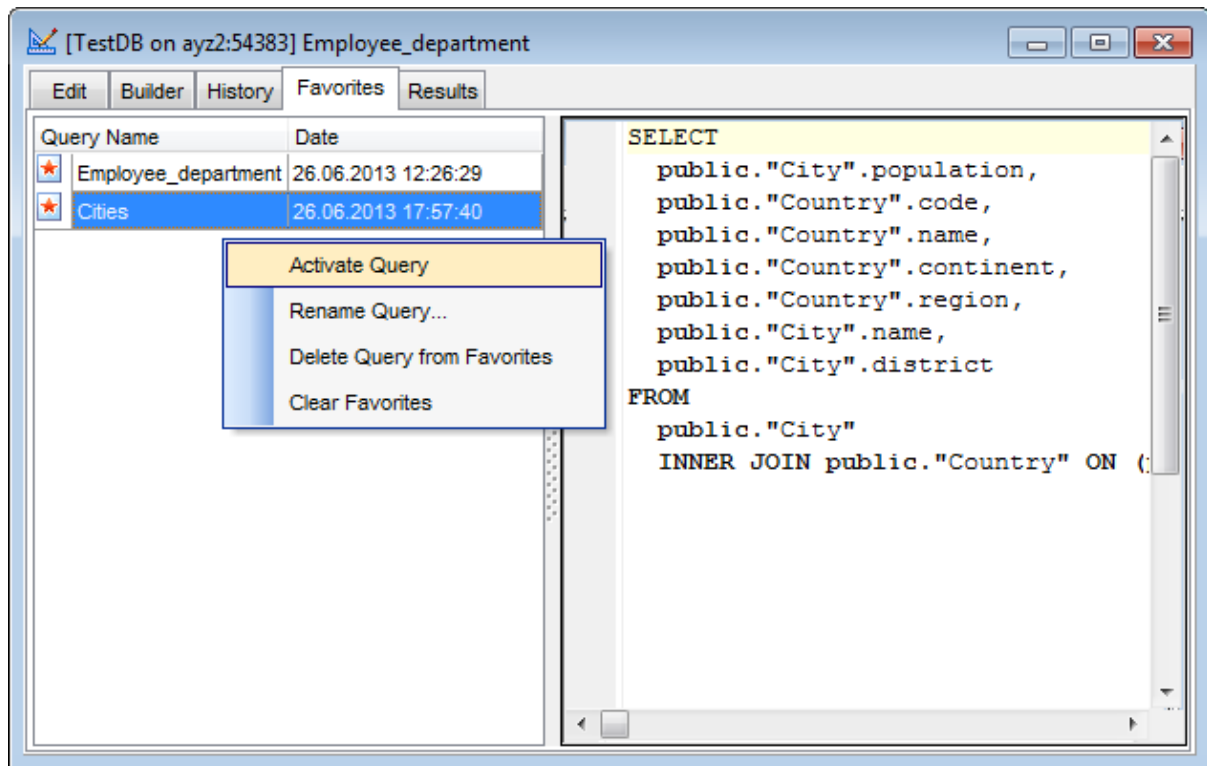 [TestDB on ayz2:54383] Employee_department
Edit Builder History Favorites Results
Query Name Date
Employee_department 26.06.2013 12:26:29
Cities 26.06.2013 17:57:40
Activate Query
Rename Query...
Delete Query from Favorites
Clear Favorites
SELECT
public."City".population,
public."Country".code,
public."Country".name,
public."Country".continent,
public."Country".region,
public."City".name,
public."City".district
FROM
public."City"
INNER JOIN public."Country" ON (